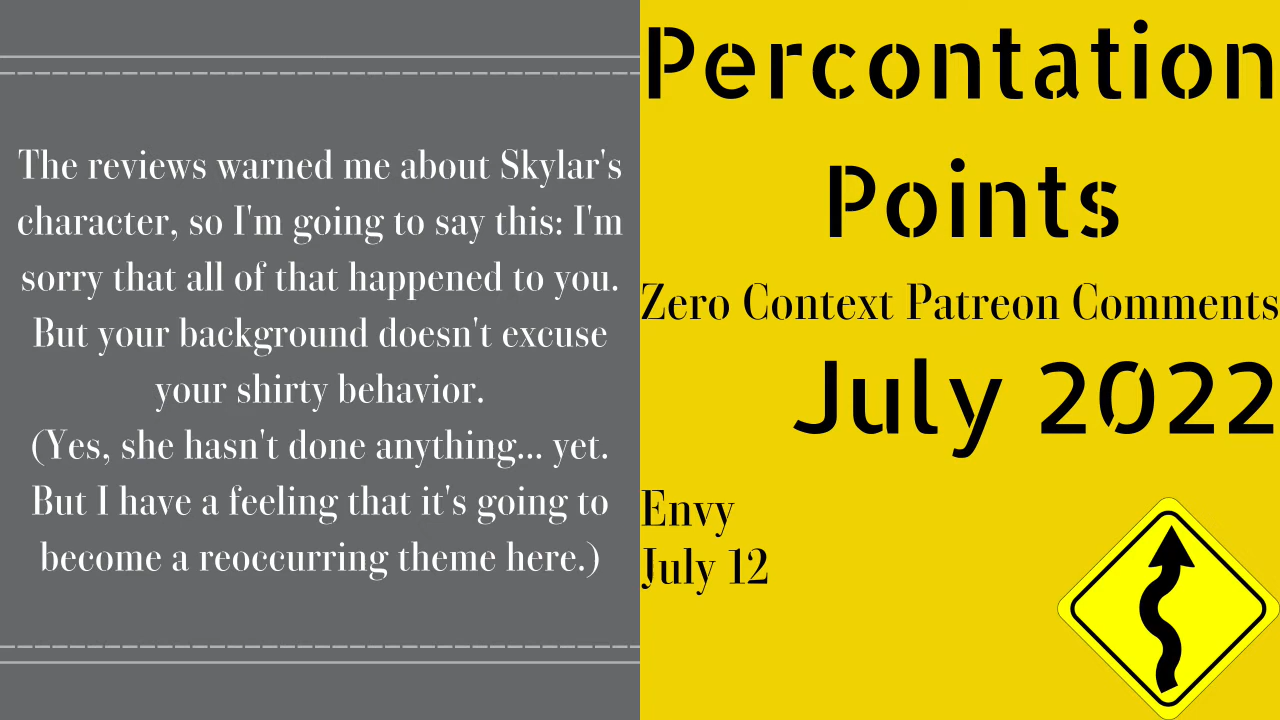 The reviews warned me about Skylar's
character, so I'm going to say this: I'm
sorry that all of that happened to you.
But your background doesn't excuse
your shirty behavior.
(Yes, she hasn't done anything... yet.
But I have a feeling that it's going to
become a reoccurring theme here.)
Percontation
Points
Zero Context Patreon Comments
July 2022
Envy
July 12